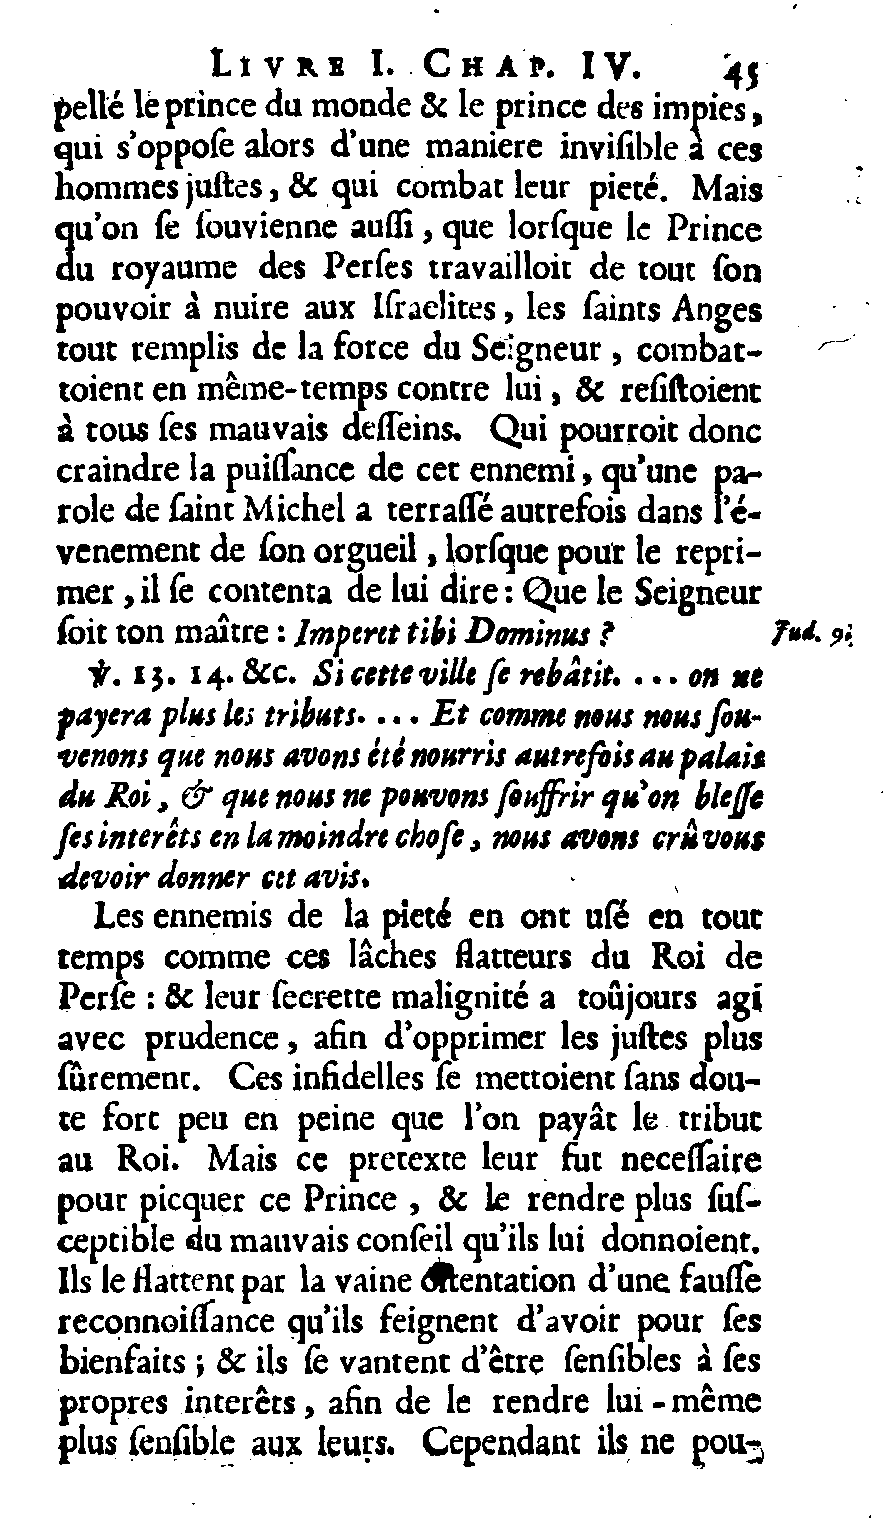 LIVRE I. CHAP. IV. 45
pellé le prince du monde & le prince des impies,
qui s'oppoſe alors d'une maniere inviſible à ces
hommes juſtes, & qui combat leur pieté. Mais
qu'on ſe ſouvienne auſſi, que lorſque le Prince
du royaume des Perſes travailloit de tout ſon
pouvoir à nuire aux Iſraelites, les ſaints Anges
tout remplis de la force du Seigneur, combat-
toient en même-temps contre lui, & reſiſtoient
à tous ſes mauvais deſſeins. Qui pourroit donc
craindre la puiſſance de cet ennemi, qu'une pa-
role de ſaint Michel a terraſſé autrefois dans l'é-
venement de ſon orgueil, lorſque pour le repri-
mer, il ſe contenta de lui dire: Que le Seigneur
ſoit ton maître: Imperet tibi Dominus? Jud. 9.
℣. 13. 14. &c. Si cette ville ſe rebâtit.... on ne
payera plus les tributs.... Et comme nous nous ſou-
venons que nous avons été nourris autrefois au palais
du Roi, & que nous ne pouvons ſouffrir qu'on bleſſe
ſes interêts en la moindre choſe, nous avons crû vous
devoir donner cet avis.
Les ennemis de la pieté en ont uſé en tout
temps comme ces lâches flatteurs du Roi de
Perſe: & leur ſecrette malignité a toûjours agi
avec prudence, afin d'opprimer les juſtes plus
ſûrement. Ces infidelles ſe mettoient ſans dou-
te fort peu en peine que l'on payât le tribut
au Roi. Mais ce pretexte leur fut neceſſaire
pour picquer ce Prince, & le rendre plus ſuſ-
ceptible du mauvais conſeil qu'ils lui donnoient.
Ils le flattent par la vaine oſtentation d'une fauſſe
reconnoiſſance qu'ils feignent d'avoir pour ſes
bienfaits; & ils ſe vantent d'être ſenſibles à ſes
propres interêts, afin de le rendre lui-même
plus ſenſible aux leurs. Cependant ils ne pou-